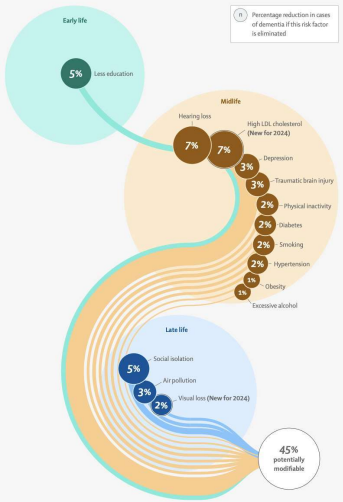 Early life
n
Percentage reduction in cases
of dementia if this risk factor
is eliminated
5%
Less education
Midlife
Hearing loss
7%
High LDL cholesterol
(New for 2024)
7%
Depression
3%
Traumatic brain injury
3%
Physical inactivity
2%
Diabetes
2%
Smoking
2%
Hypertension
2%
Obesity
1%
Excessive alcohol
1%
Late life
Social isolation
5%
Air pollution
3%
Visual loss (New for 2024)
2%
45%
potentially
modifiable